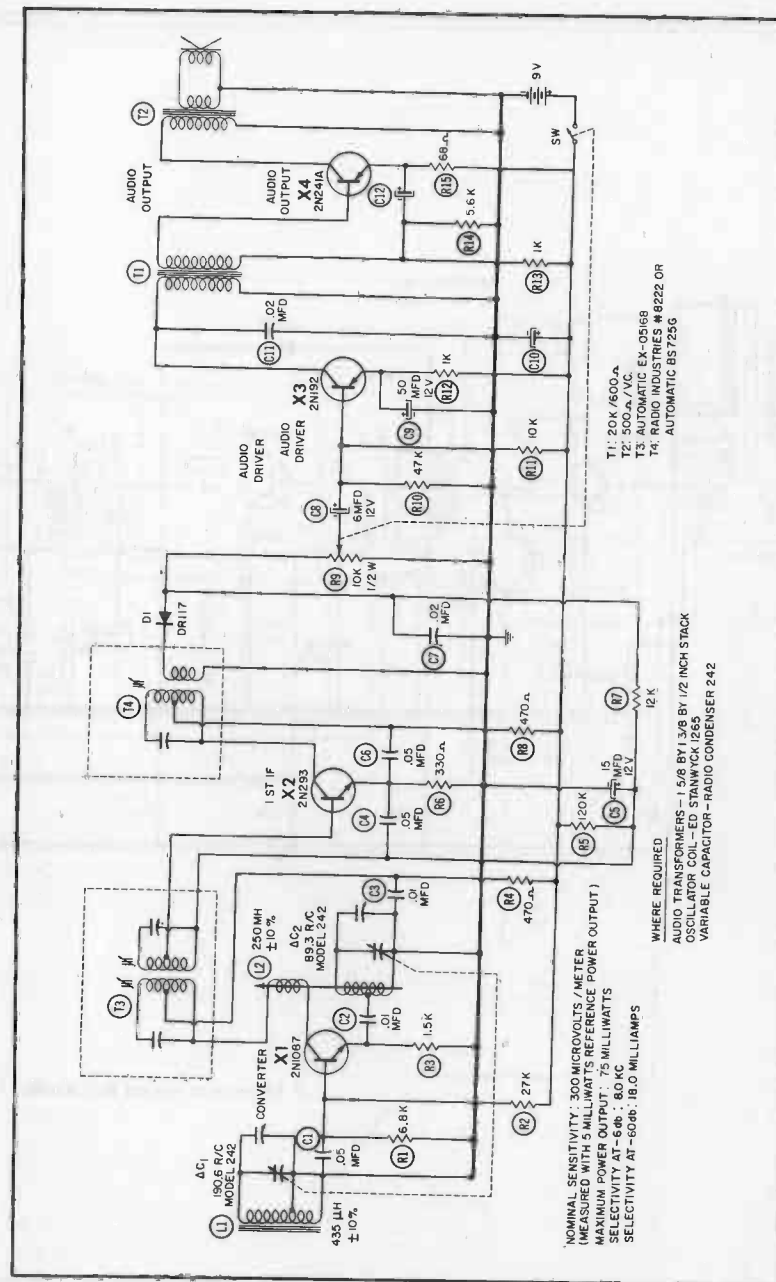 L1
435 µH
±10%
ΔC1
190.6 R/C
MODEL 242
CONVERTER
C1
.05
MFD
R1
6.8K
X1
2N1087
R2
27K
R3
1.5K
C2
.01
MFD
L2
250 MH
±10%
ΔC2
89.3 R/C
MODEL 242
C3
.01
MFD
R4
470Ω
T3
C4
.05
MFD
1 ST IF
X2
2N293
C6
.05
MFD
R6
330Ω
R5
120K
C5
15
MFD
12V
R8
470Ω
R7
12K
T4
D1
DR117
C7
.02
MFD
R9
10K
1/2W
C8
6MFD
12V
R10
47K
R11
10K
AUDIO
DRIVER
AUDIO
DRIVER
X3
2N192
C9
50
MFD
12V
R12
1K
C11
.02
MFD
C10
T1
R13
1K
R14
5.6K
C12
R15
68Ω
AUDIO
OUTPUT
AUDIO
OUTPUT
X4
2N241A
T2
9V
SW
T1: 20K/600Ω
T2: 500Ω/V.C.
T3: AUTOMATIC EX-05168
T4: RADIO INDUSTRIES #8222 OR
AUTOMATIC BS725G
NOMINAL SENSITIVITY: 300 MICROVOLTS/METER
(MEASURED WITH 5 MILLIWATTS REFERENCE POWER OUTPUT)
MAXIMUM POWER OUTPUT: 75 MILLIWATTS
SELECTIVITY AT -6db : 8.0 KC
SELECTIVITY AT -60db: 18.0 MILLIAMPS
WHERE REQUIRED
AUDIO TRANSFORMERS - 1 5/8 BY 1 3/8 BY 1/2 INCH STACK
OSCILLATOR COIL - ED STANWYCK 1265
VARIABLE CAPACITOR - RADIO CONDENSER 242